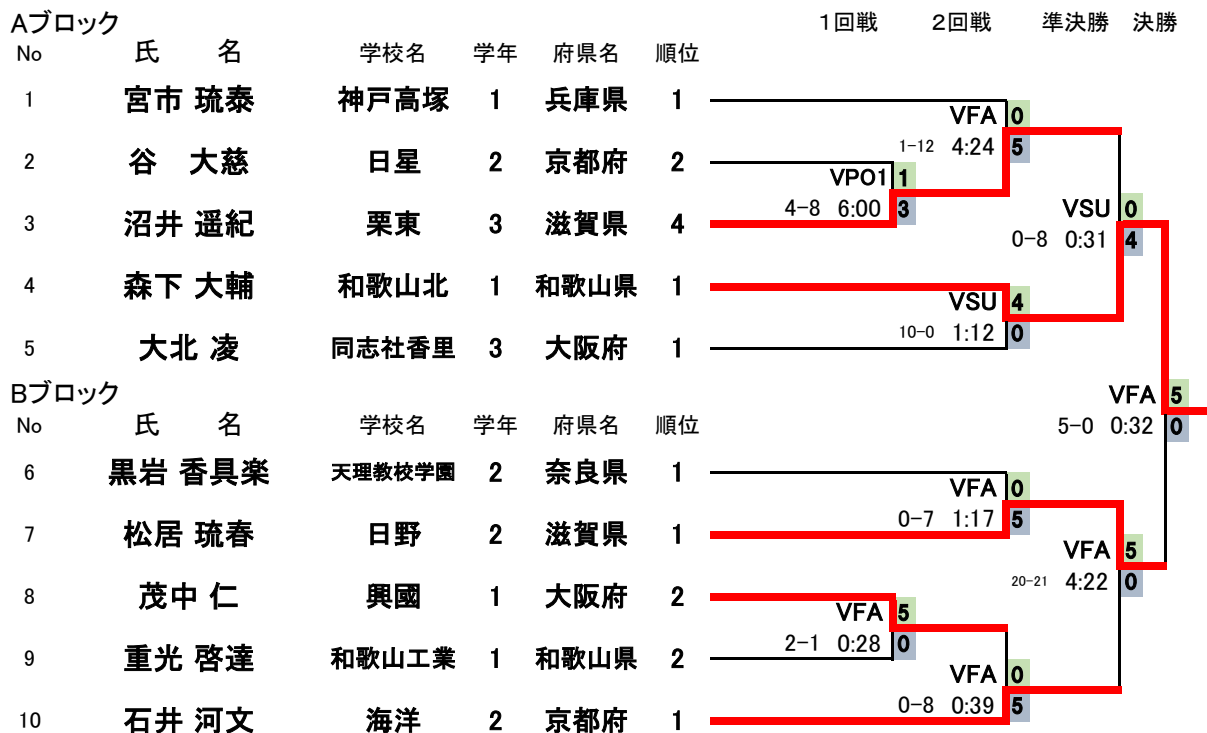 Aブロック 1回戦 2回戦 準決勝 決勝
No 氏 名 学校名 学年 府県名 順位
1 宮市 琉泰 神戸高塚 1 兵庫県 1
VFA 0
1-12 4:24 5
2 谷 大慈 日星 2 京都府 2
VPO1 1
4-8 6:00 3
3 沼井 遥紀 栗東 3 滋賀県 4
VSU 0
0-8 0:31 4
4 森下 大輔 和歌山北 1 和歌山県 1
VSU 4
10-0 1:12 0
5 大北 凌 同志社香里 3 大阪府 1
Bブロック
VFA 5
5-0 0:32 0
No 氏 名 学校名 学年 府県名 順位
6 黒岩 香具楽 天理教校学園 2 奈良県 1
VFA 0
0-7 1:17 5
7 松居 琉春 日野 2 滋賀県 1
VFA 5
20-21 4:22 0
8 茂中 仁 興國 1 大阪府 2
VFA 5
2-1 0:28 0
9 重光 啓達 和歌山工業 1 和歌山県 2
VFA 0
0-8 0:39 5
10 石井 河文 海洋 2 京都府 1